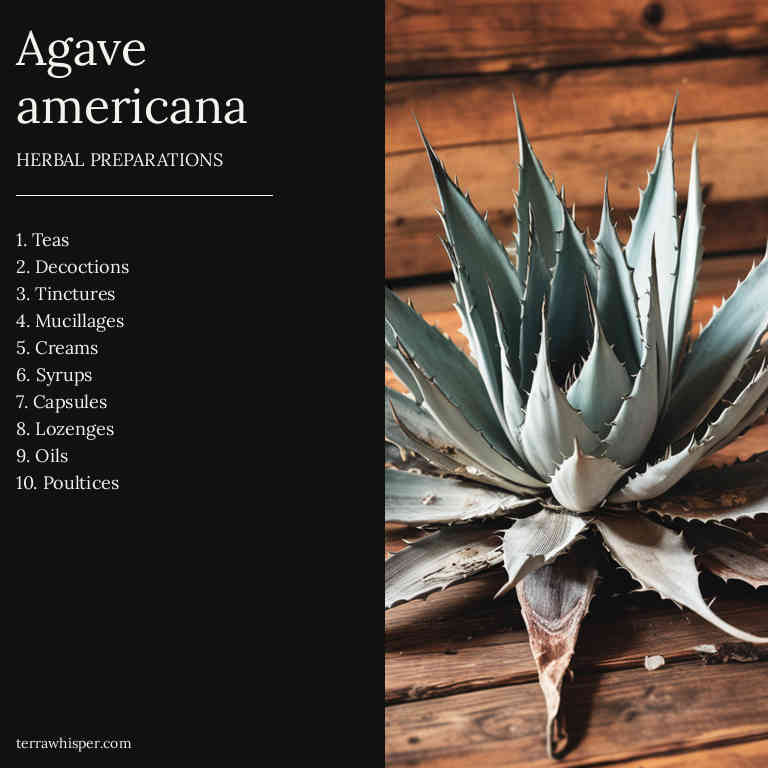 Agave
americana
HERBAL PREPARATIONS
1. Teas
2. Decoctions
3. Tinctures
4. Mucillages
5. Creams
6. Syrups
7. Capsules
8. Lozenges
9. Oils
10. Poultices
terrawhisper.com